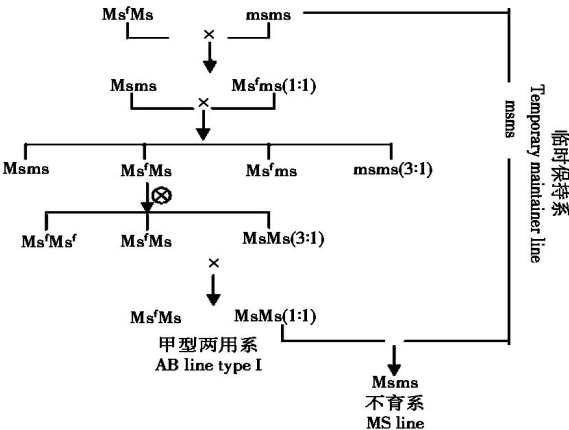 MsᶠMs msms
×
Msms Msᶠms(1:1)
×
Msms MsᶠMs Msᶠms msms(3:1)
⊗
MsᶠMsᶠ MsᶠMs MsMs(3:1)
×
MsᶠMs MsMs(1:1)
甲型两用系
AB line type I
Msms
不育系
MS line
msms
Temporary maintainer line
临时保持系